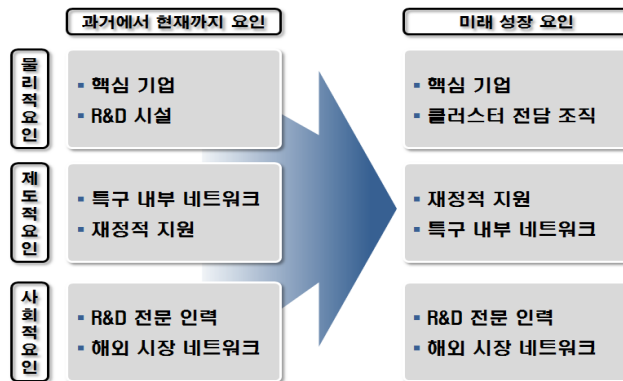 과거에서 현재까지 요인
미래 성장 요인
물리적요인
▪ 핵심 기업
▪ R&D 시설
▪ 핵심 기업
▪ 클러스터 전담 조직
제도적요인
▪ 특구 내부 네트워크
▪ 재정적 지원
▪ 재정적 지원
▪ 특구 내부 네트워크
사회적요인
▪ R&D 전문 인력
▪ 해외 시장 네트워크
▪ R&D 전문 인력
▪ 해외 시장 네트워크